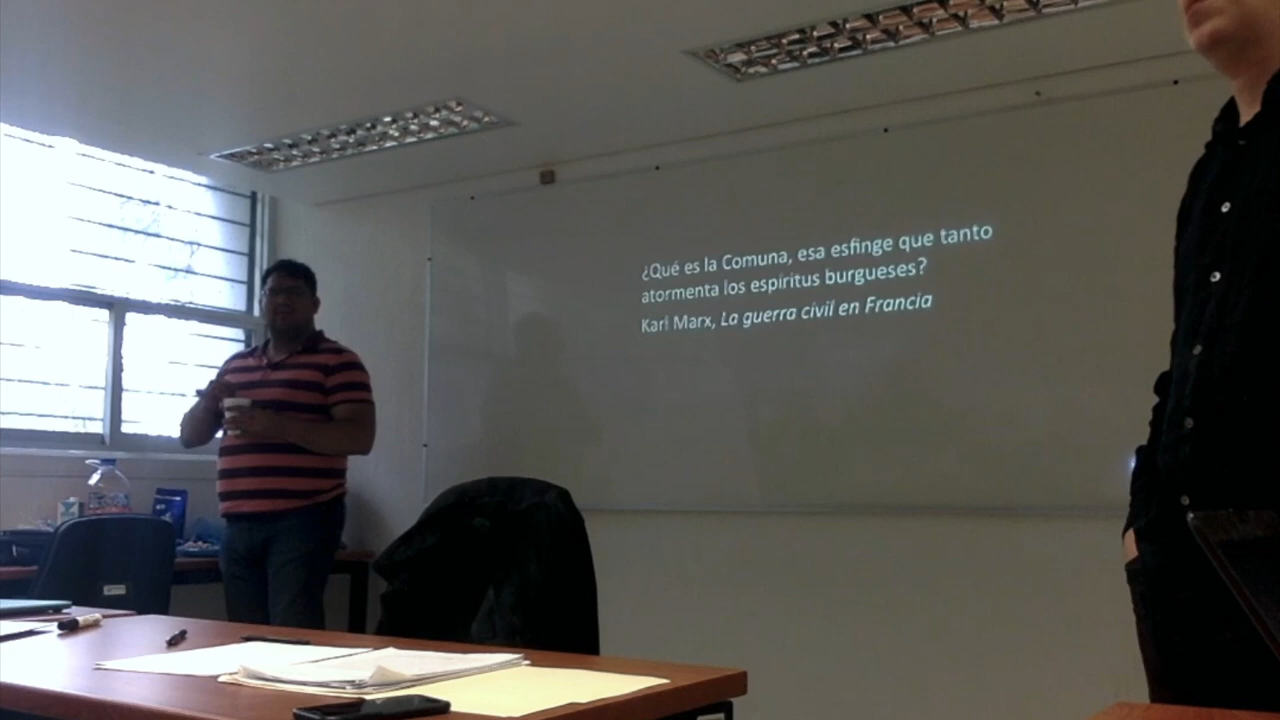 ¿Qué es la Comuna, esa esfinge que tanto
atormenta los espíritus burgueses?
Karl Marx, La guerra civil en Francia